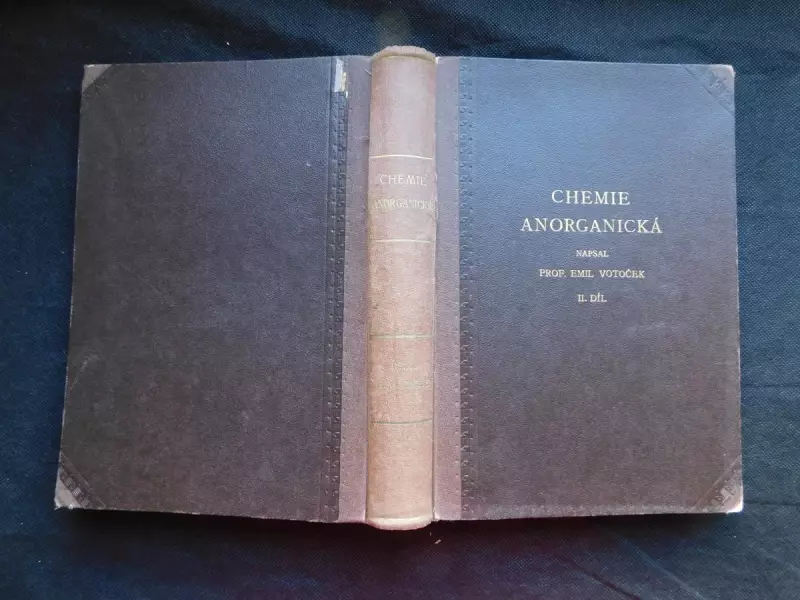 CHEMIE
ANORGANICKÁ
CHEMIE
ANORGANICKÁ
NAPSAL
PROF. EMIL VOTOČEK
II. DÍL